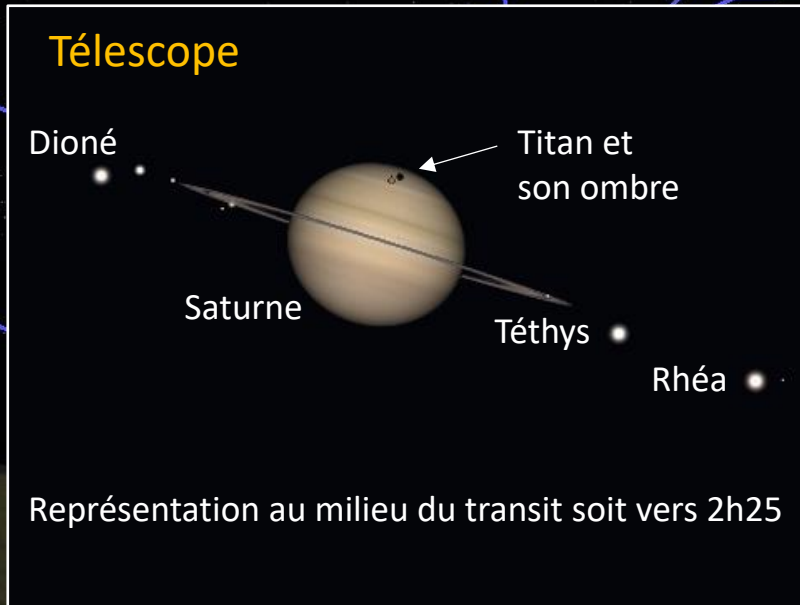 Télescope
Dioné
Titan et
son ombre
Saturne
Téthys
Rhéa
Représentation au milieu du transit soit vers 2h25